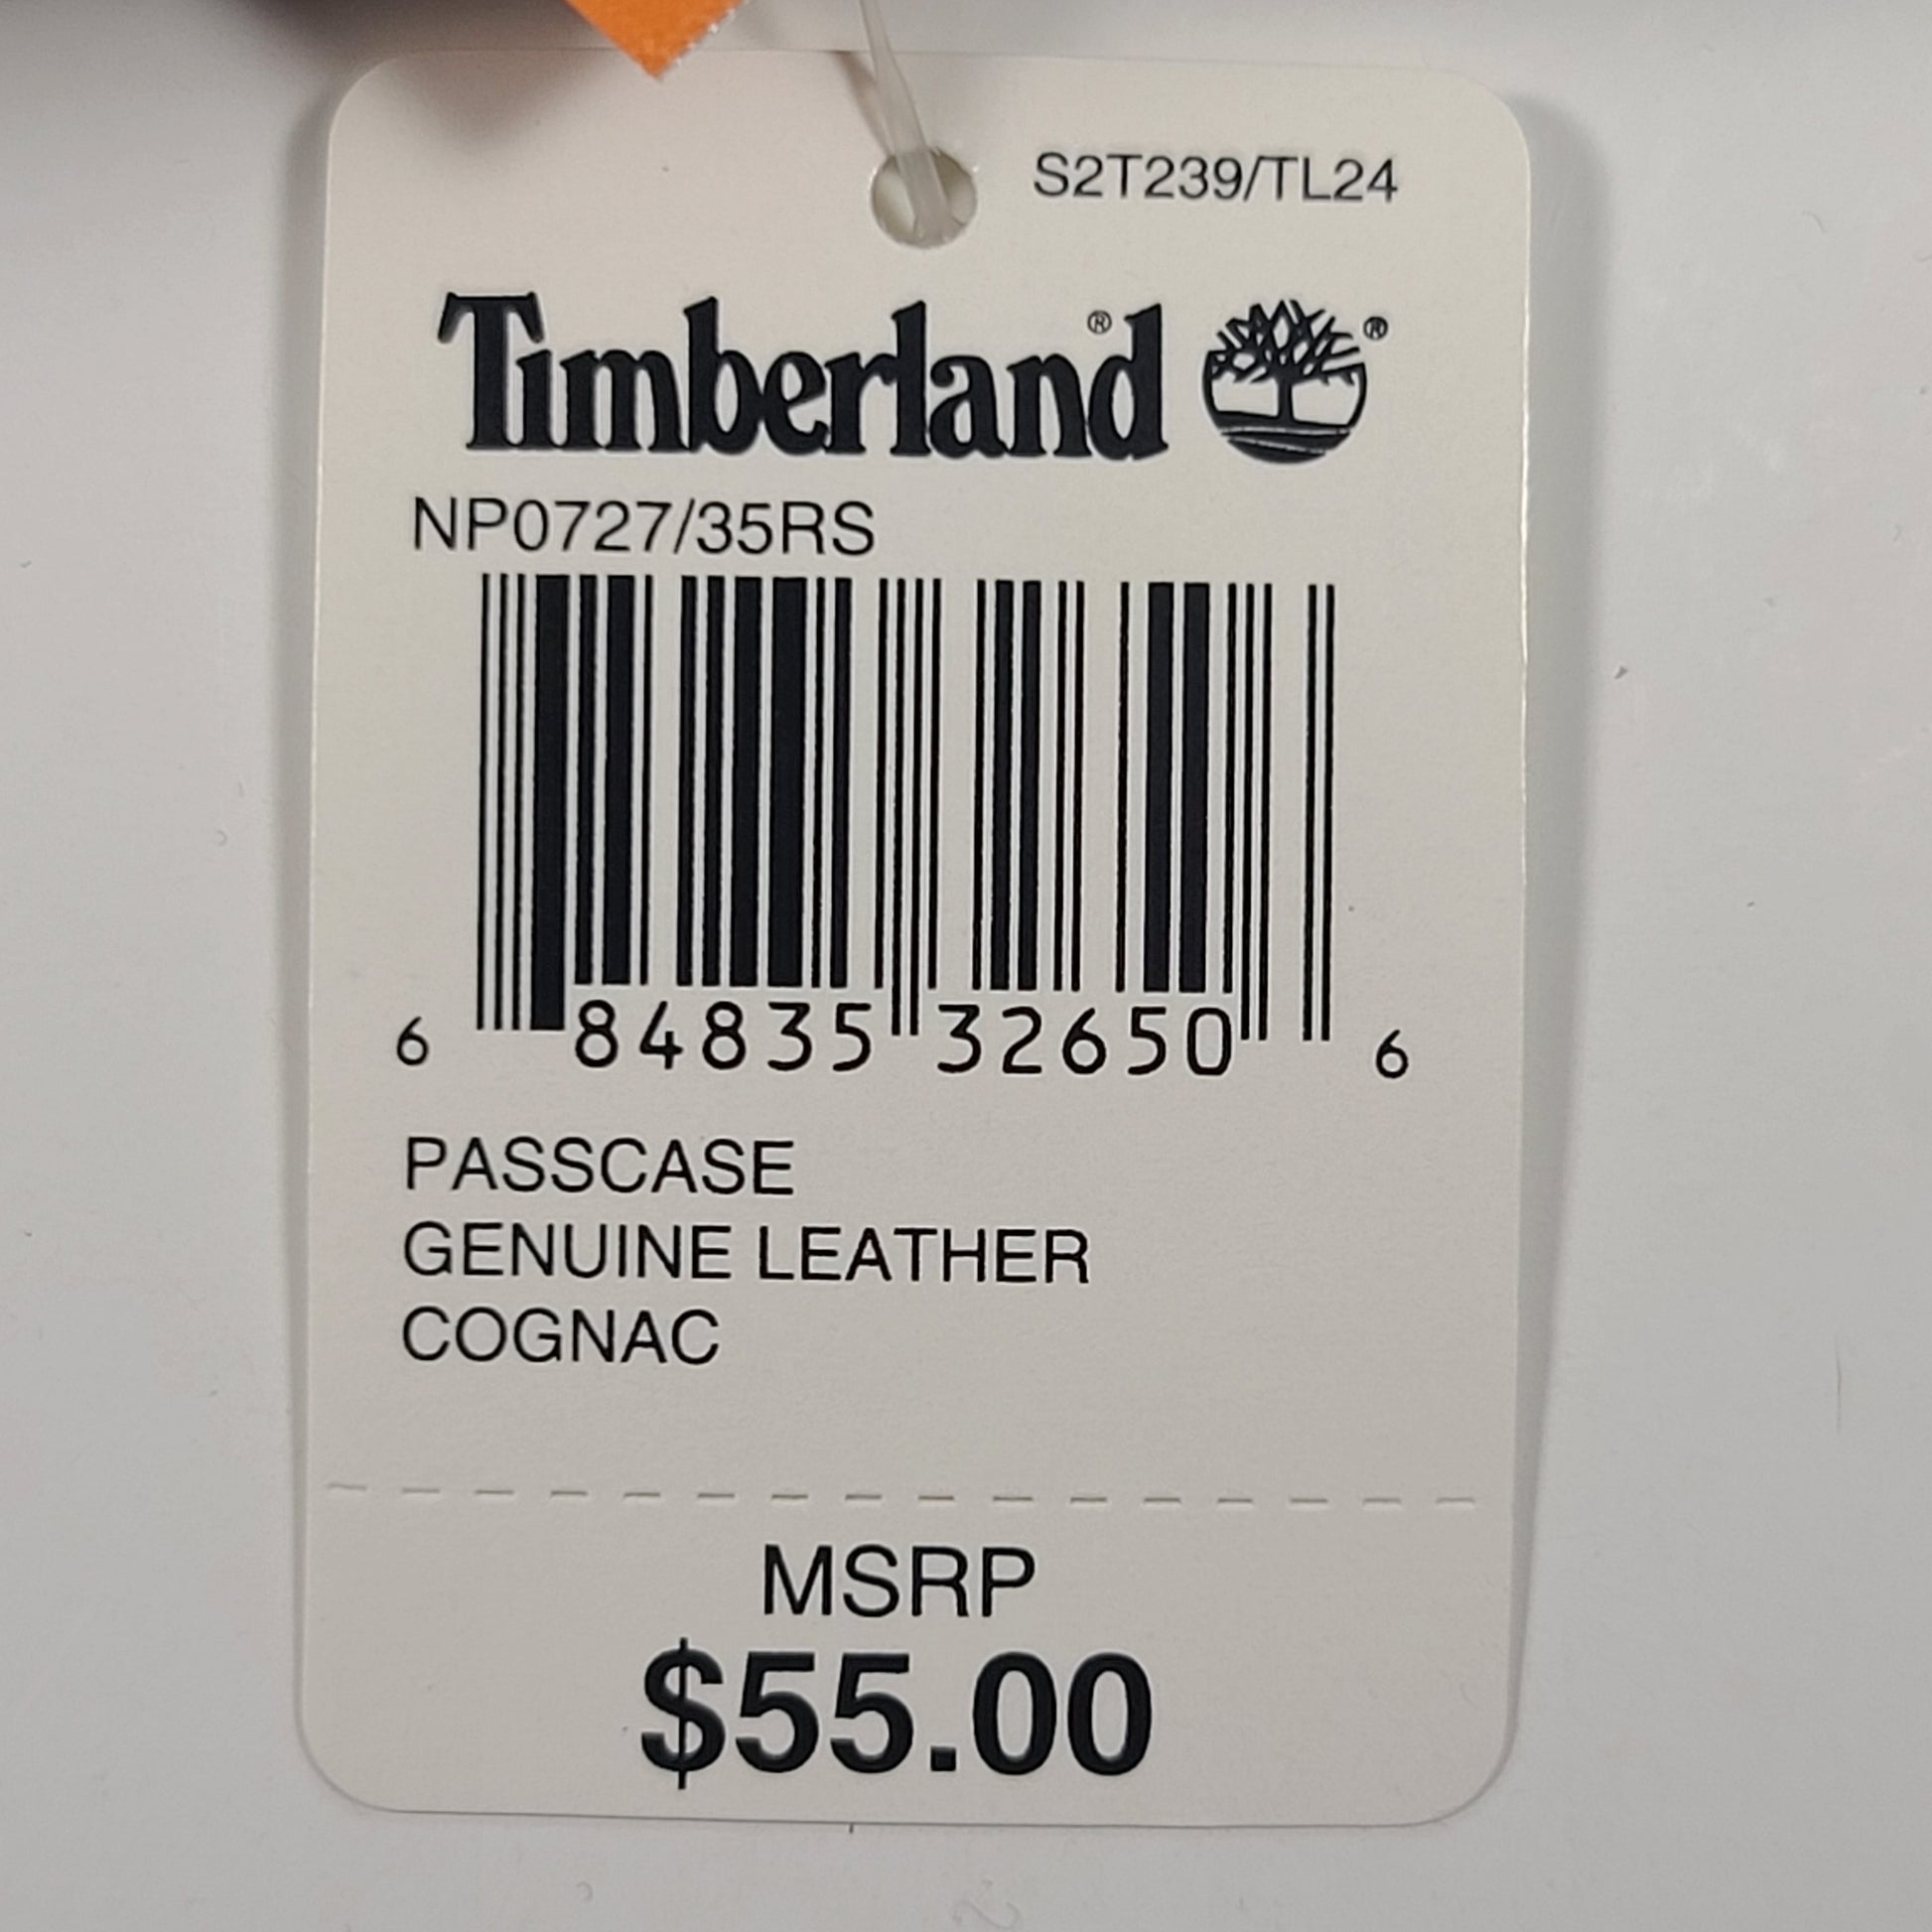 S2T239/TL24
Timberland® ®
NP0727/35RS
6 84835 32650 6
PASSCASE
GENUINE LEATHER
COGNAC
MSRP
$55.00